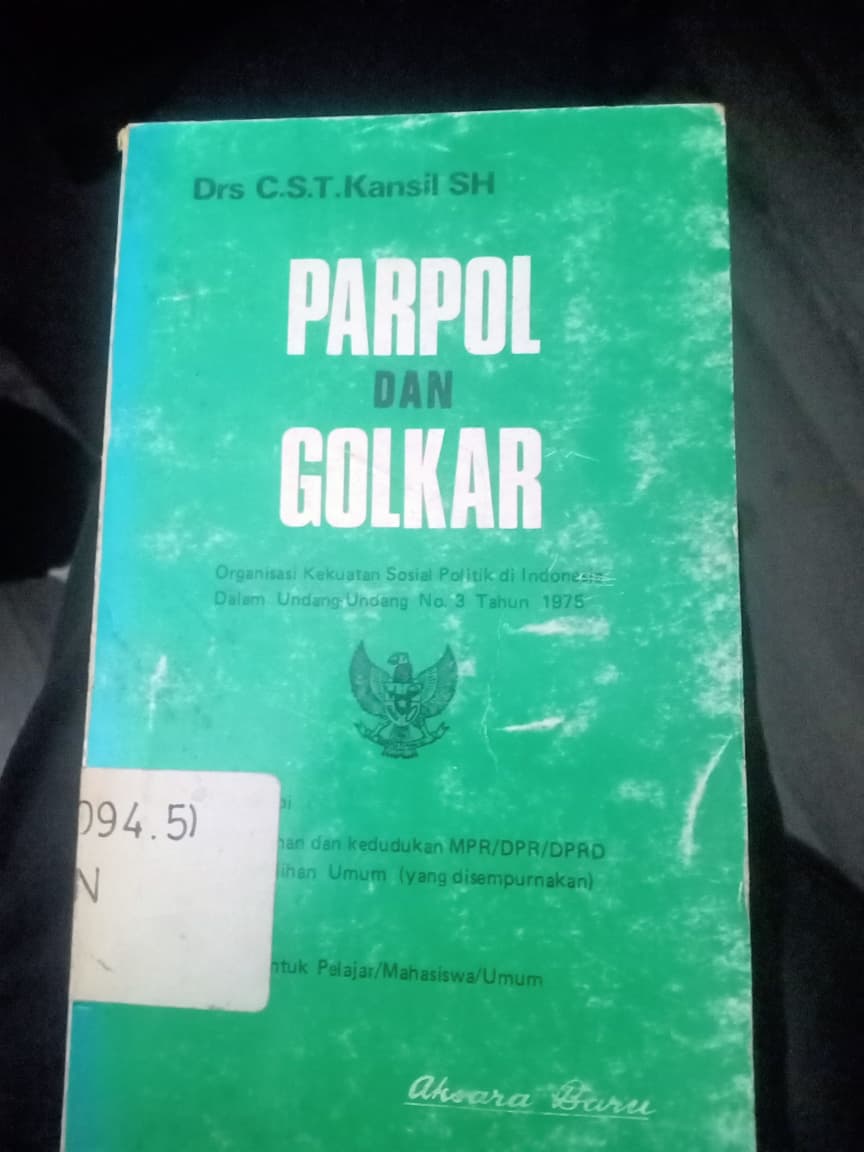 Drs C.S.T.Kansil SH
PARPOL
DAN
GOLKAR
Organisasi Kekuatan Sosial Politik di Indonesia
Dalam Undang-Undang No. 3 Tahun 1975
094.5)
N
dan kedudukan MPR/DPR/DPRD
Umum (yang disempurnakan)
Pelajar/Mahasiswa/Umum
Aksara Baru